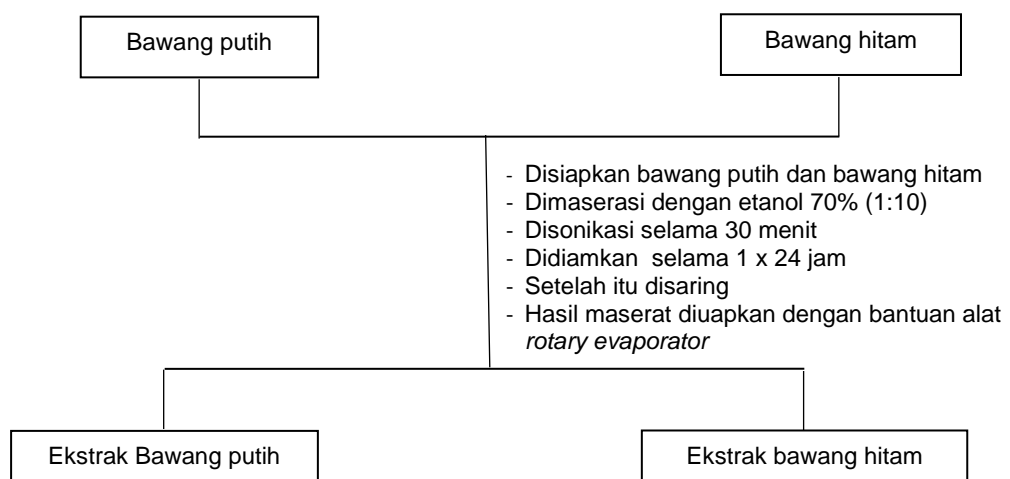 Bawang putih
Bawang hitam
- Disiapkan bawang putih dan bawang hitam
- Dimaserasi dengan etanol 70% (1:10)
- Disonikasi selama 30 menit
- Didiamkan selama 1 x 24 jam
- Setelah itu disaring
- Hasil maserat diuapkan dengan bantuan alat
rotary evaporator
Ekstrak Bawang putih
Ekstrak bawang hitam